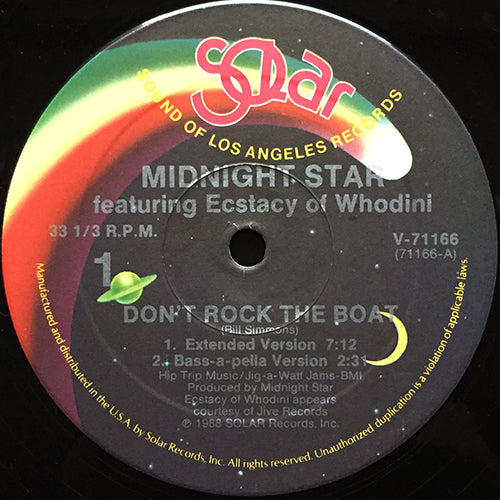 SOLAR
SOUND OF LOS ANGELES RECORDS
MIDNIGHT STAR
featuring Ecstacy of Whodini
33 1/3 R.P.M.
V-71166
(71166-A)
1
DON'T ROCK THE BOAT
(Bill Simmons)
1. Extended Version 7:12
2. Bass-a-pella Version 2:31
Hip Trip Music/Jig-a-Watt Jams-BMI
Produced by Midnight Star
Ecstacy of Whodini appears
courtesy of Jive Records
℗ 1988 SOLAR Records, Inc.
Manufactured and distributed in the U.S.A. by Solar Records, Inc. All rights reserved. Unauthorized duplication is a violation of applicable laws.